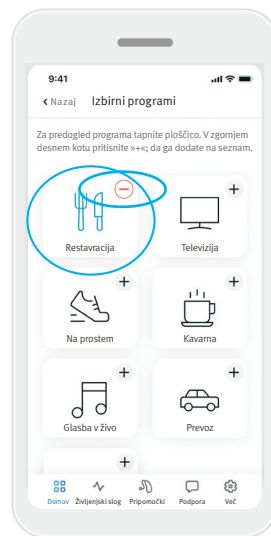 9:41
Nazaj Izbirni programi
Za predogled programa tapnite ploščico. V zgornjem
desnem kotu pritisnite »+«; da ga dodate na seznam.
Restavracija Televizija
Na prostem Kavarna
Glasba v živo Prevoz
Domov Življenjski slog Pripomočki Podpora Več